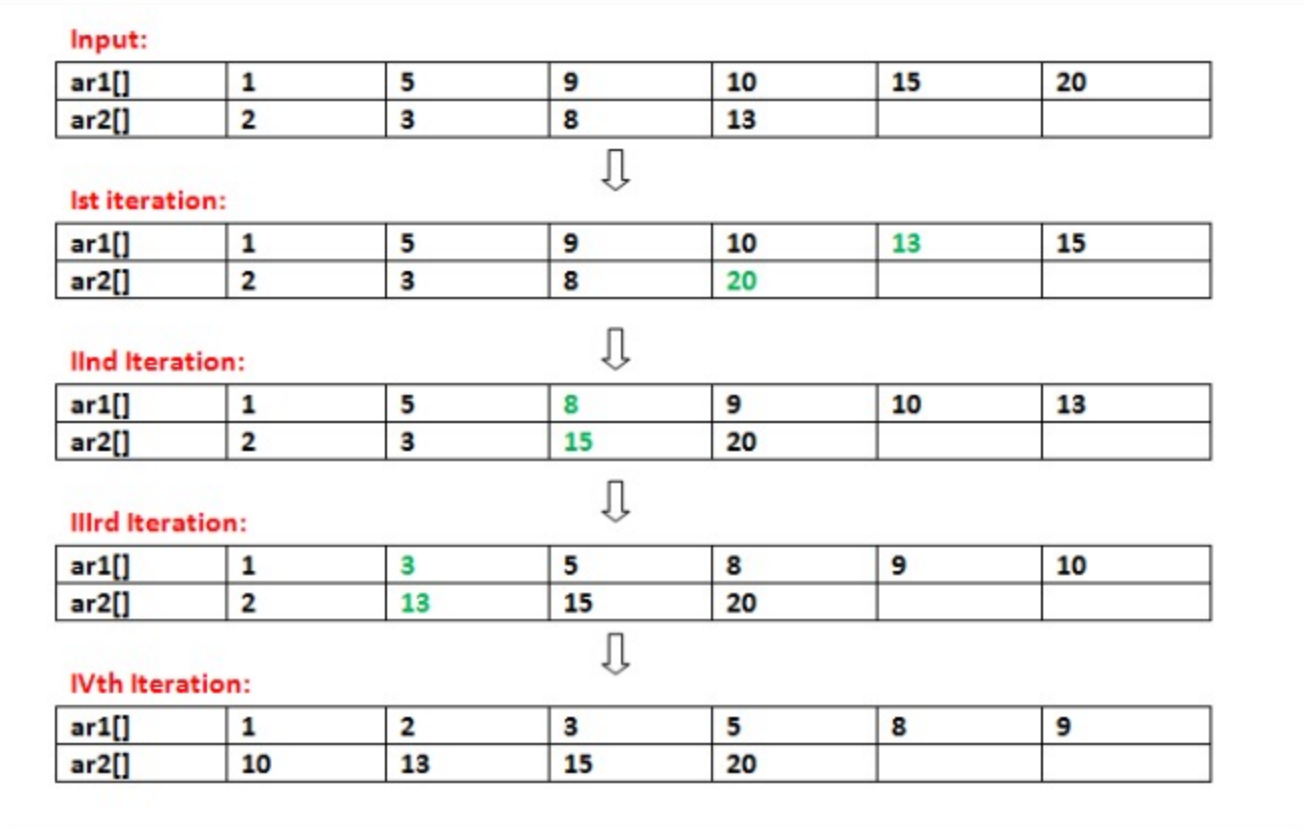 Input:
ar1[] 1 5 9 10 15 20
ar2[] 2 3 8 13
Ist iteration:
ar1[] 1 5 9 10 13 15
ar2[] 2 3 8 20
IInd Iteration:
ar1[] 1 5 8 9 10 13
ar2[] 2 3 15 20
IIIrd Iteration:
ar1[] 1 3 5 8 9 10
ar2[] 2 13 15 20
IVth Iteration:
ar1[] 1 2 3 5 8 9
ar2[] 10 13 15 20